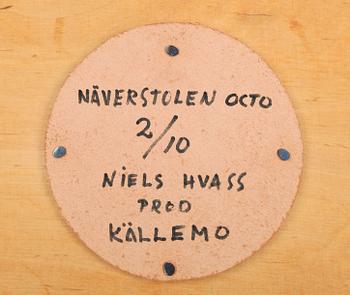 NÄVERSTOLEN OCTO
2/10
NIELS HVASS
PROD
KÄLLEMO